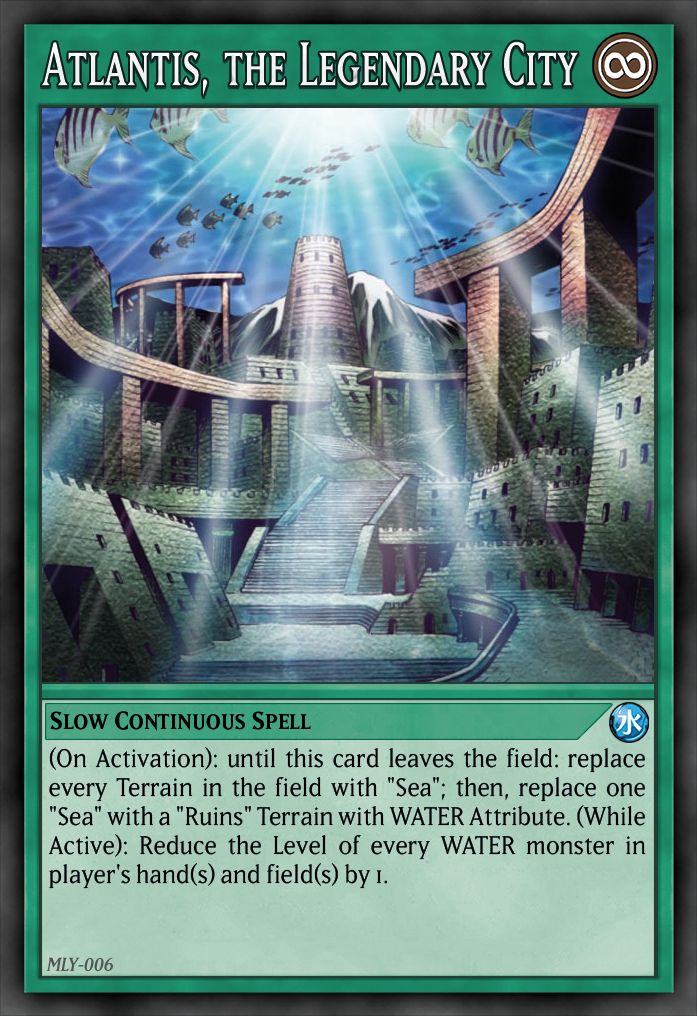 Atlantis, the Legendary City
Slow Continuous Spell
水
(On Activation): until this card leaves the field: replace
every Terrain in the field with "Sea"; then, replace one
"Sea" with a "Ruins" Terrain with WATER Attribute. (While
Active): Reduce the Level of every WATER monster in
player's hand(s) and field(s) by 1.
MLY-006